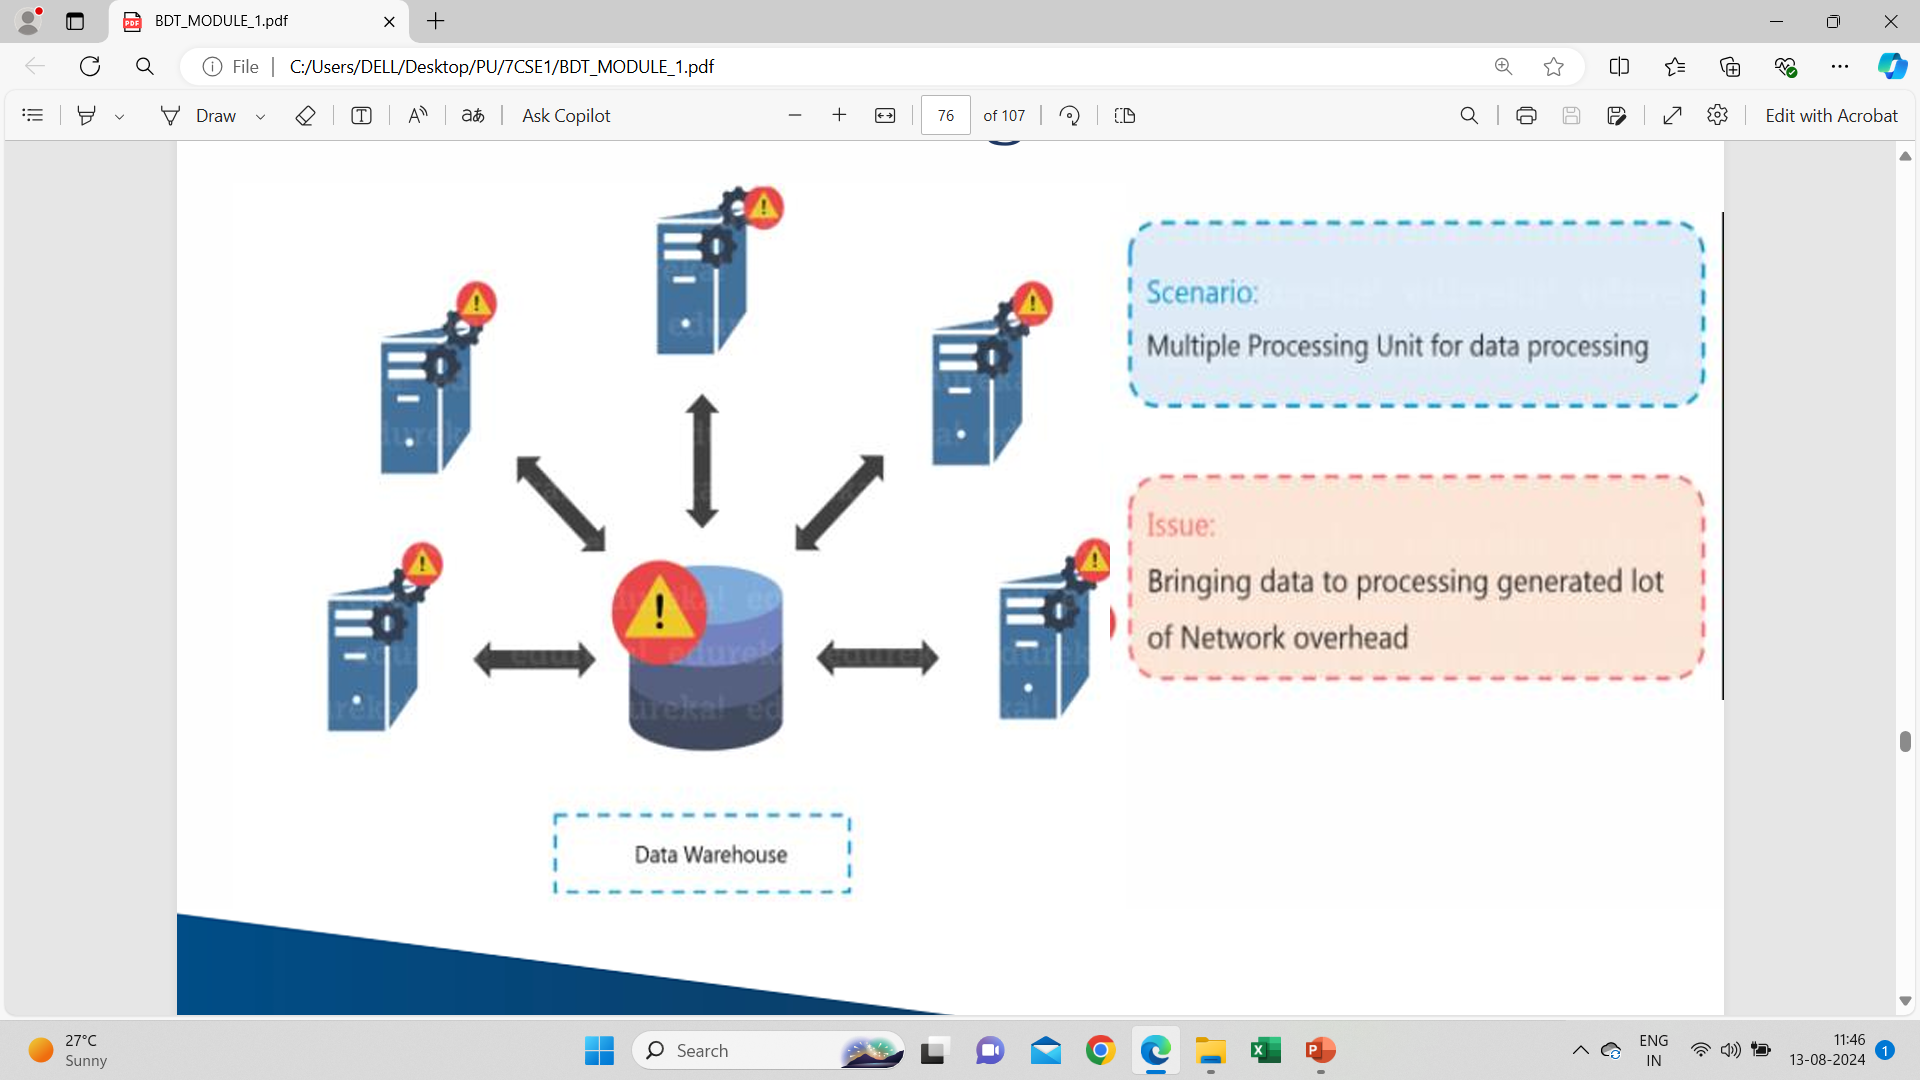 BDT_MODULE_1.pdf
File
C:/Users/DELL/Desktop/PU/7CSE1/BDT_MODULE_1.pdf
Draw
Ask Copilot
76 of 107
Edit with Acrobat
Scenario:
Multiple Processing Unit for data processing
Issue:
Bringing data to processing generated lot
of Network overhead
edureka!
Data Warehouse
27°C
Sunny
Search
ENG
IN
11:46
13-08-2024
1